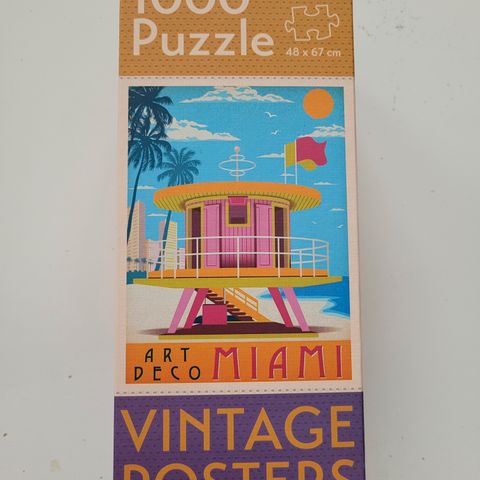 1000
Puzzle
48 x 67 cm
ART
DECO
MIAMI
VINTAGE
POSTERS